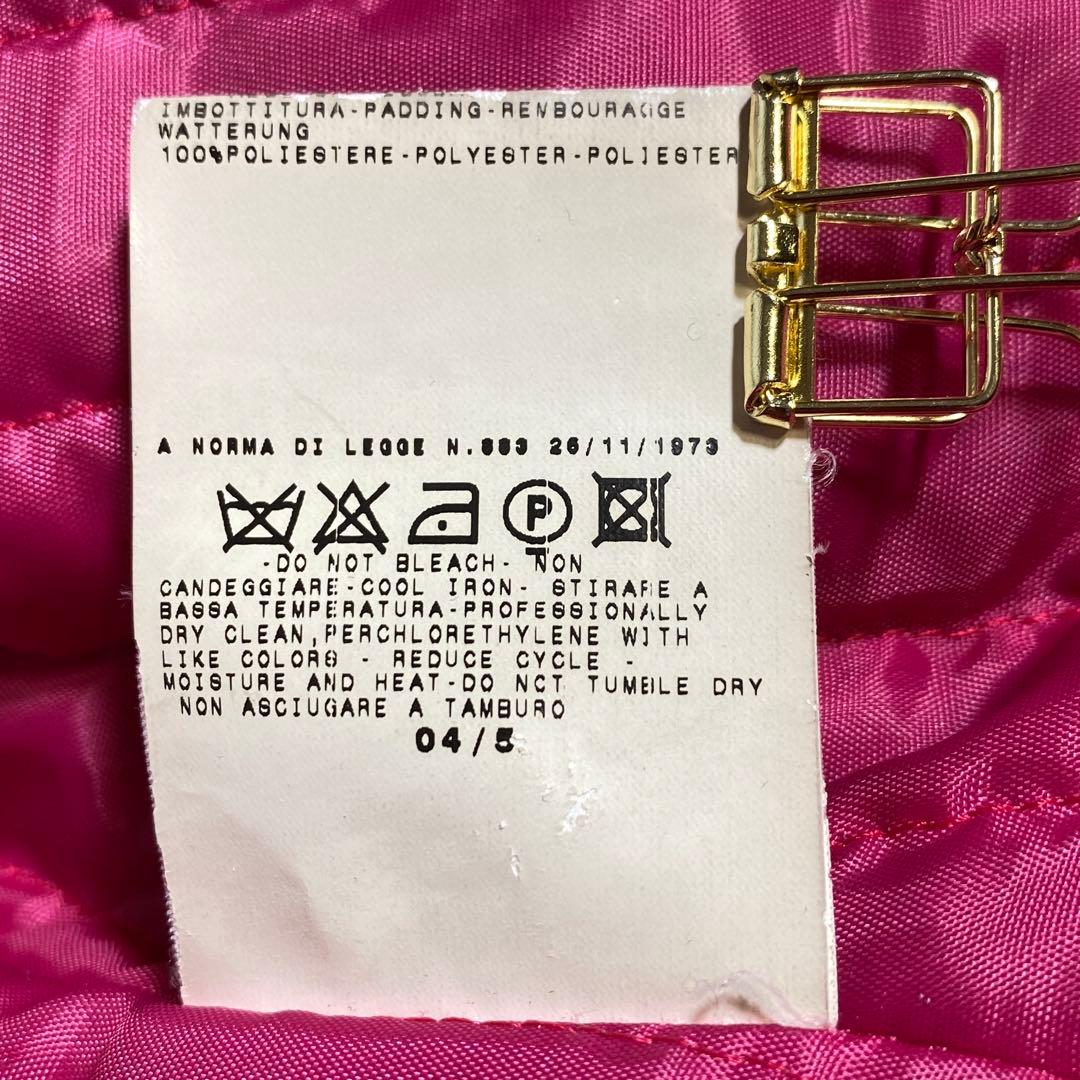 IMBOTTITURA-PADDING-REMBOURAGGE
WATTERUNG
100%POLIESTERE-POLYESTER-POLIESTER
A NORMA DI LEGGE N.883 26/11/1973
P
-DO NOT BLEACH- NON
CANDEGGIARE-COOL IRON- STIRARE A
BASSA TEMPERATURA-PROFESSIONALLY
DRY CLEAN,PERCHLORETHYLENE WITH
LIKE COLORS - REDUCE CYCLE -
MOISTURE AND HEAT-DO NOT TUMBLE DRY
NON ASCIUGARE A TAMBURO
04/5